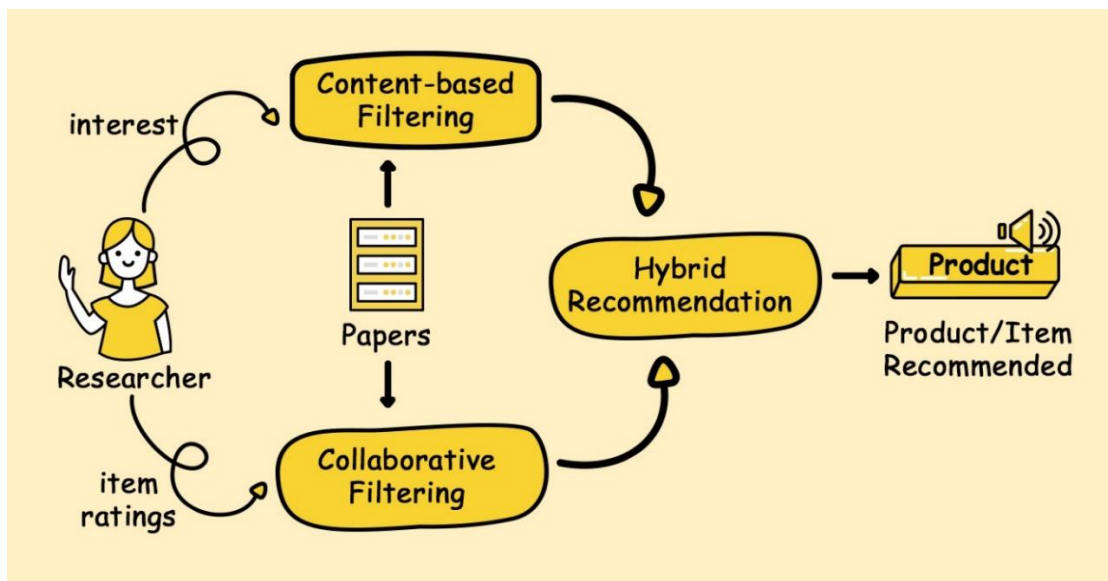 Content-based
Filtering
interest
Papers
Researcher
Hybrid
Recommendation
Product
Product/Item
Recommended
Collaborative
Filtering
item
ratings